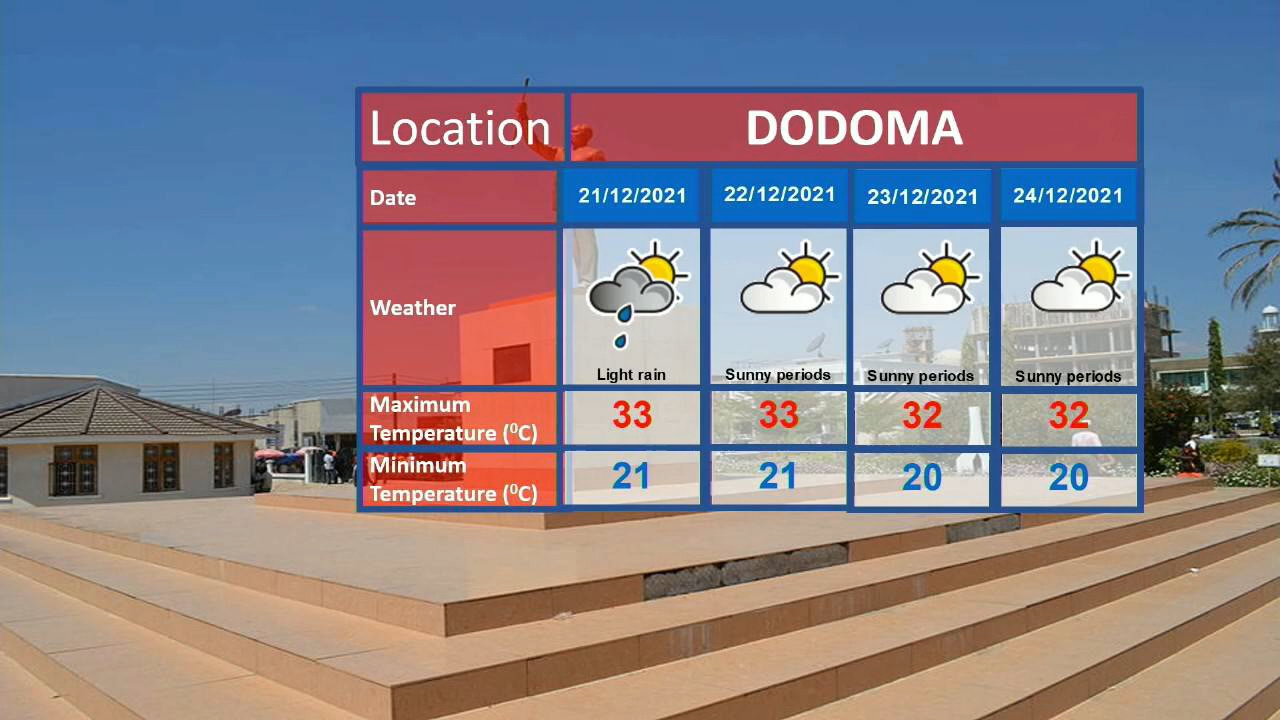 Location DODOMA
Date 21/12/2021 22/12/2021 23/12/2021 24/12/2021
Weather
Light rain Sunny periods Sunny periods Sunny periods
Maximum
Temperature (⁰C) 33 33 32 32
Minimum
Temperature (⁰C) 21 21 20 20